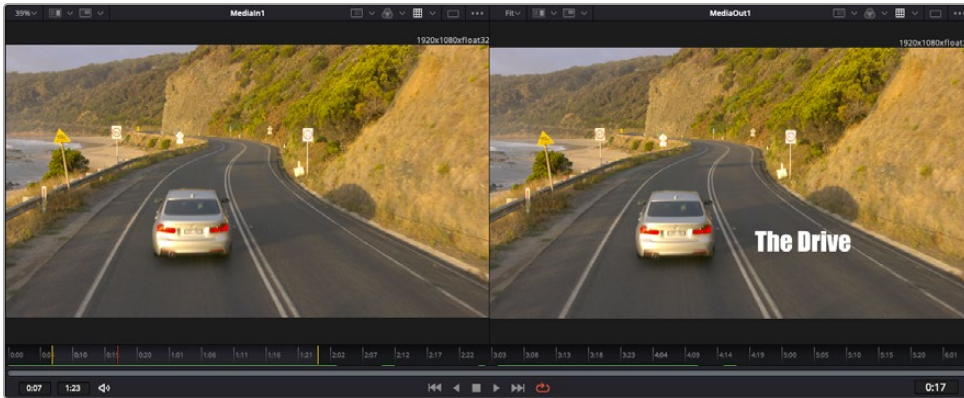 39% MediaIn1 Fit MediaOut1
1920x1080xfloat32 1920x1080xfloat32
The Drive
0:00 0:10 0:15 0:20 1:01 1:06 1:11 1:16 1:21 2:02 2:07 2:12 2:17 2:22 3:03 3:08 3:13 3:18 3:23 4:04 4:09 4:14 4:19 5:00 5:05 5:10 5:15 5:20 6:01
0:07 1:23 0:17